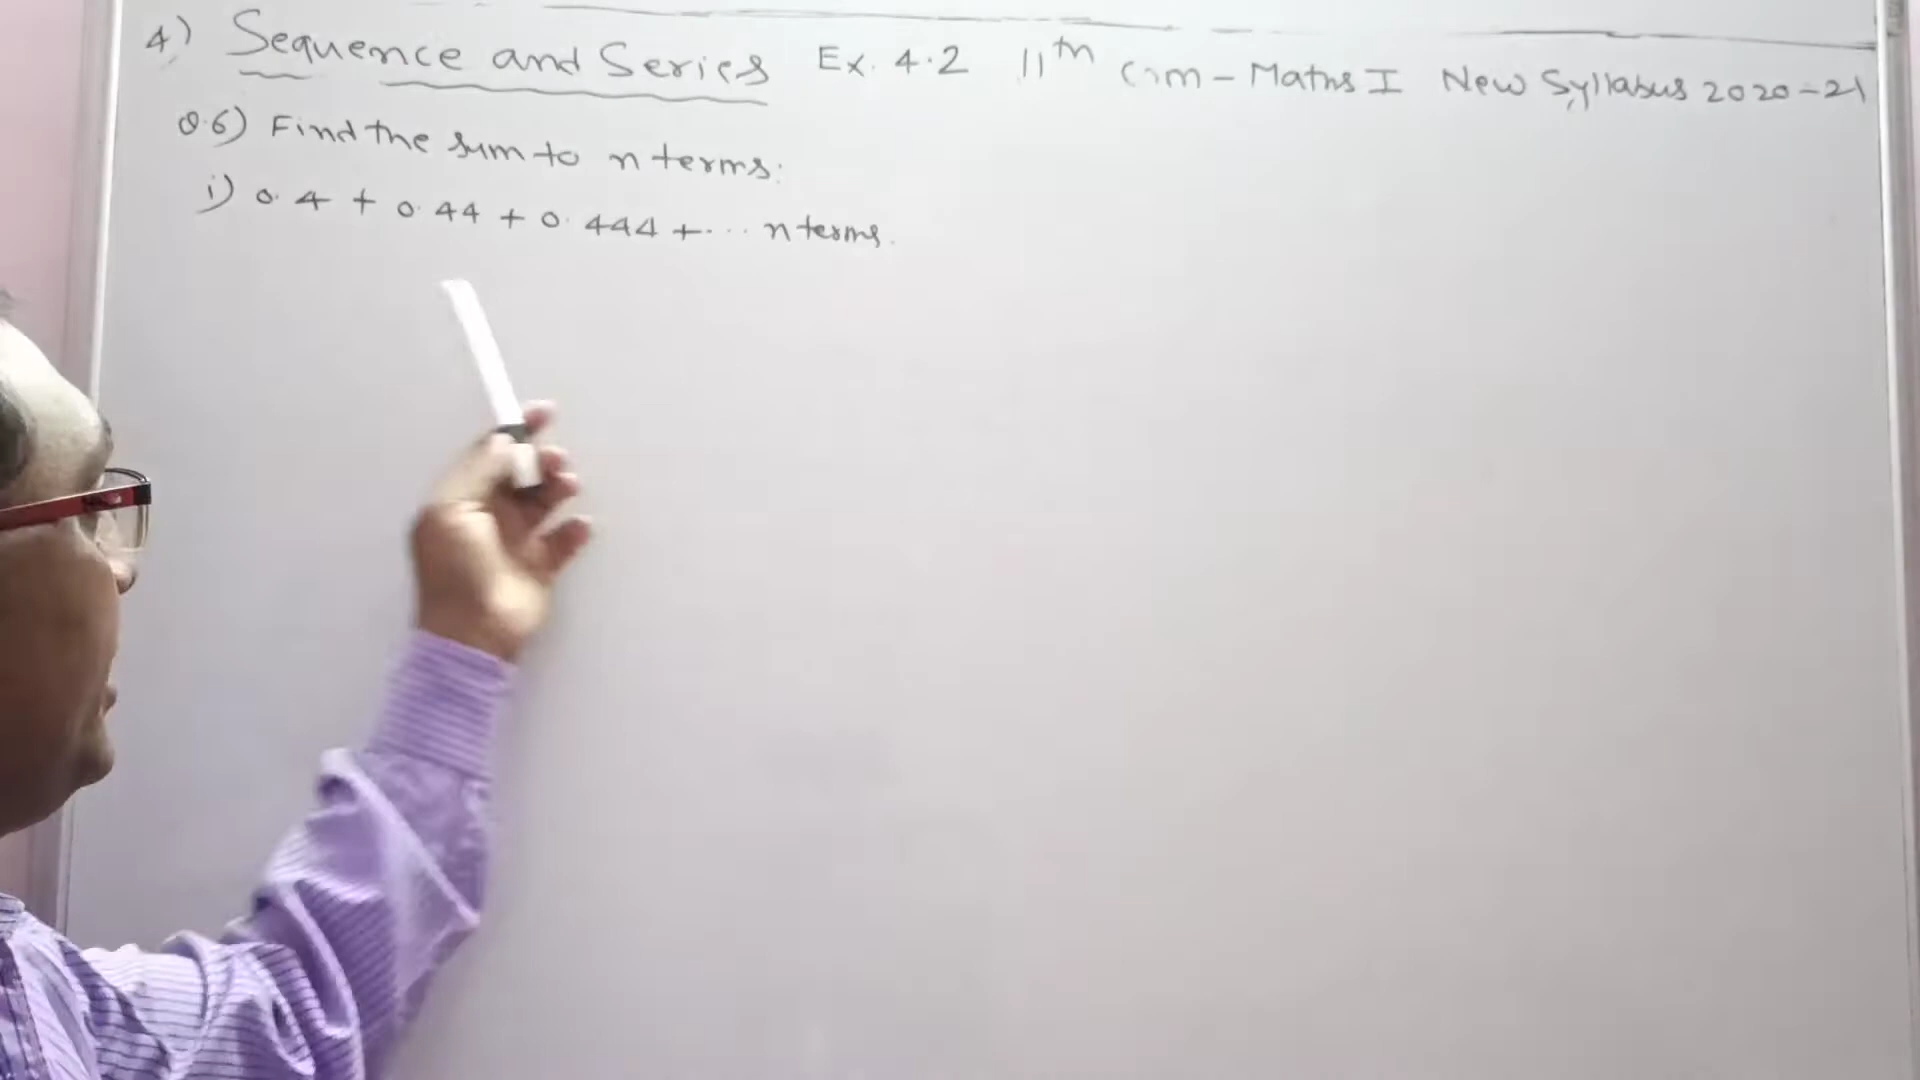 4) Sequence and Series Ex. 4.2 11th Com - Maths I New Syllabus 2020-21
Q.6) Find the sum to n terms:
i) 0.4 + 0.44 + 0.444 + ... n terms.